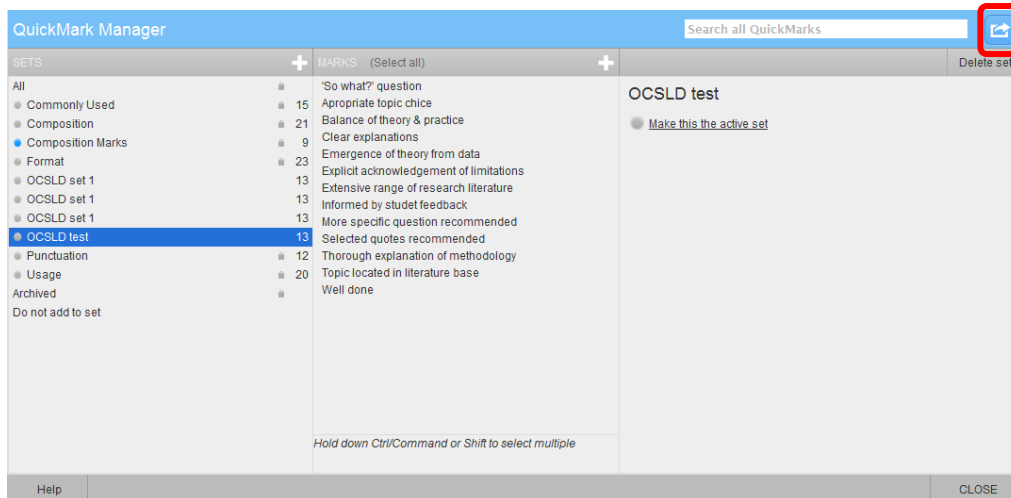 QuickMark Manager
Search all QuickMarks
SETS
MARKS (Select all)
Delete set
All
Commonly Used 15
Composition 21
Composition Marks 9
Format 23
OCSLD set 1 13
OCSLD set 1 13
OCSLD set 1 13
OCSLD test 13
Punctuation 12
Usage 20
Archived
Do not add to set
'So what?' question
Apropriate topic chice
Balance of theory & practice
Clear explanations
Emergence of theory from data
Explicit acknowledgement of limitations
Extensive range of research literature
Informed by studet feedback
More specific question recommended
Selected quotes recommended
Thorough explanation of methodology
Topic located in literature base
Well done
Hold down Ctrl/Command or Shift to select multiple
OCSLD test
Make this the active set
Help
CLOSE